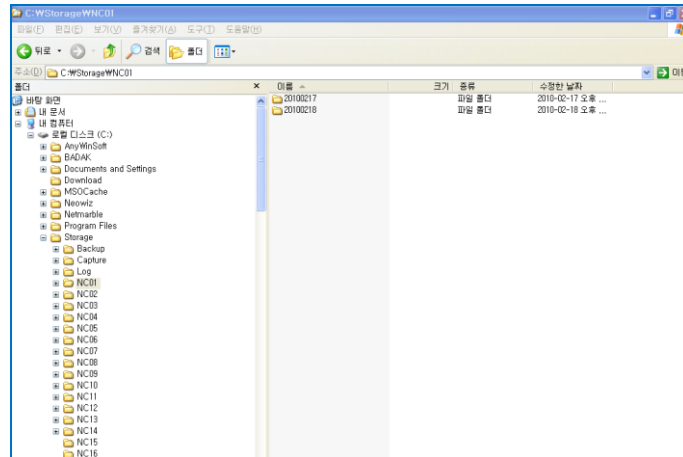 C:₩Storage₩NC01
파일(F) 편집(E) 보기(V) 즐겨찾기(A) 도구(T) 도움말(H)
뒤로 검색 폴더
주소(D) C:₩Storage₩NC01
폴더 이름 크기 종류 수정한 날짜
바탕 화면 20100217 파일 폴더 2010-02-17 오후 ...
내 문서 20100218 파일 폴더 2010-02-18 오후 ...
내 컴퓨터
로컬 디스크 (C:)
AnyWinSoft
BADAK
Documents and Settings
Download
MSOCache
Neowiz
Netmarble
Program Files
Storage
Backup
Capture
Log
NC01
NC02
NC03
NC04
NC05
NC06
NC07
NC08
NC09
NC10
NC11
NC12
NC13
NC14
NC15
NC16